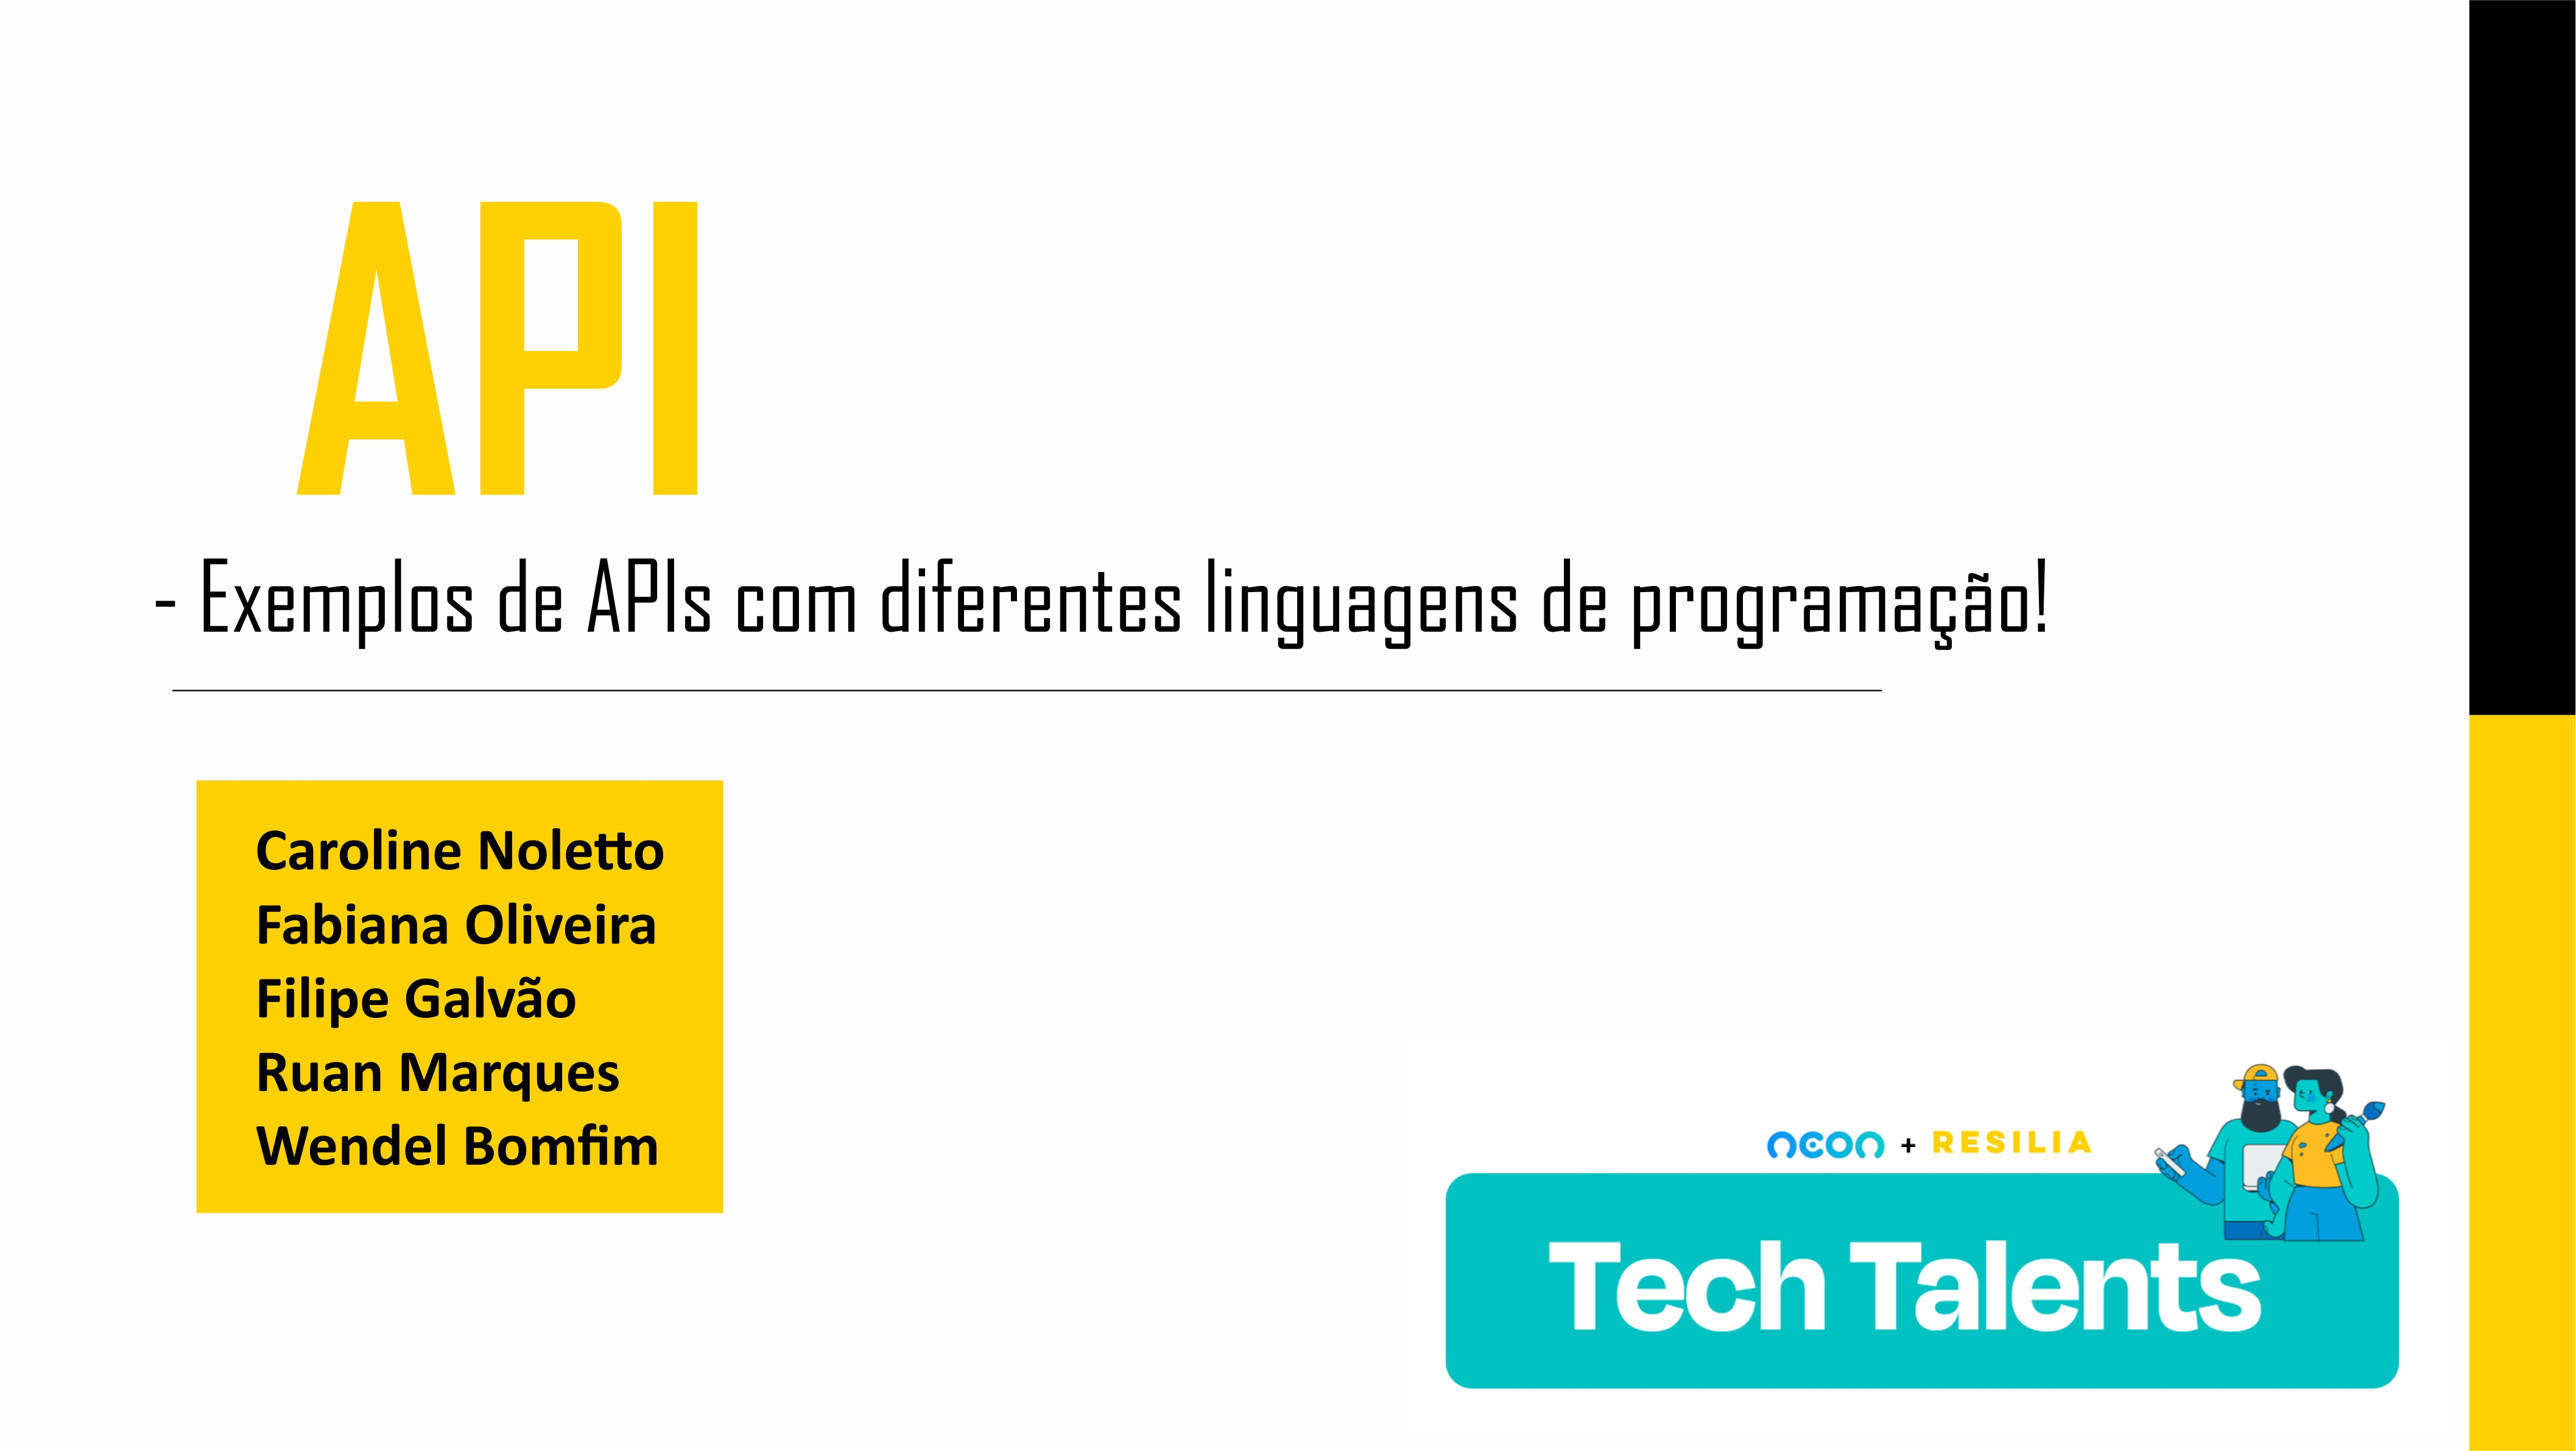 API
- Exemplos de APIs com diferentes linguagens de programação!
Caroline Noletto
Fabiana Oliveira
Filipe Galvão
Ruan Marques
Wendel Bomfim
neon + RESILIA
Tech Talents